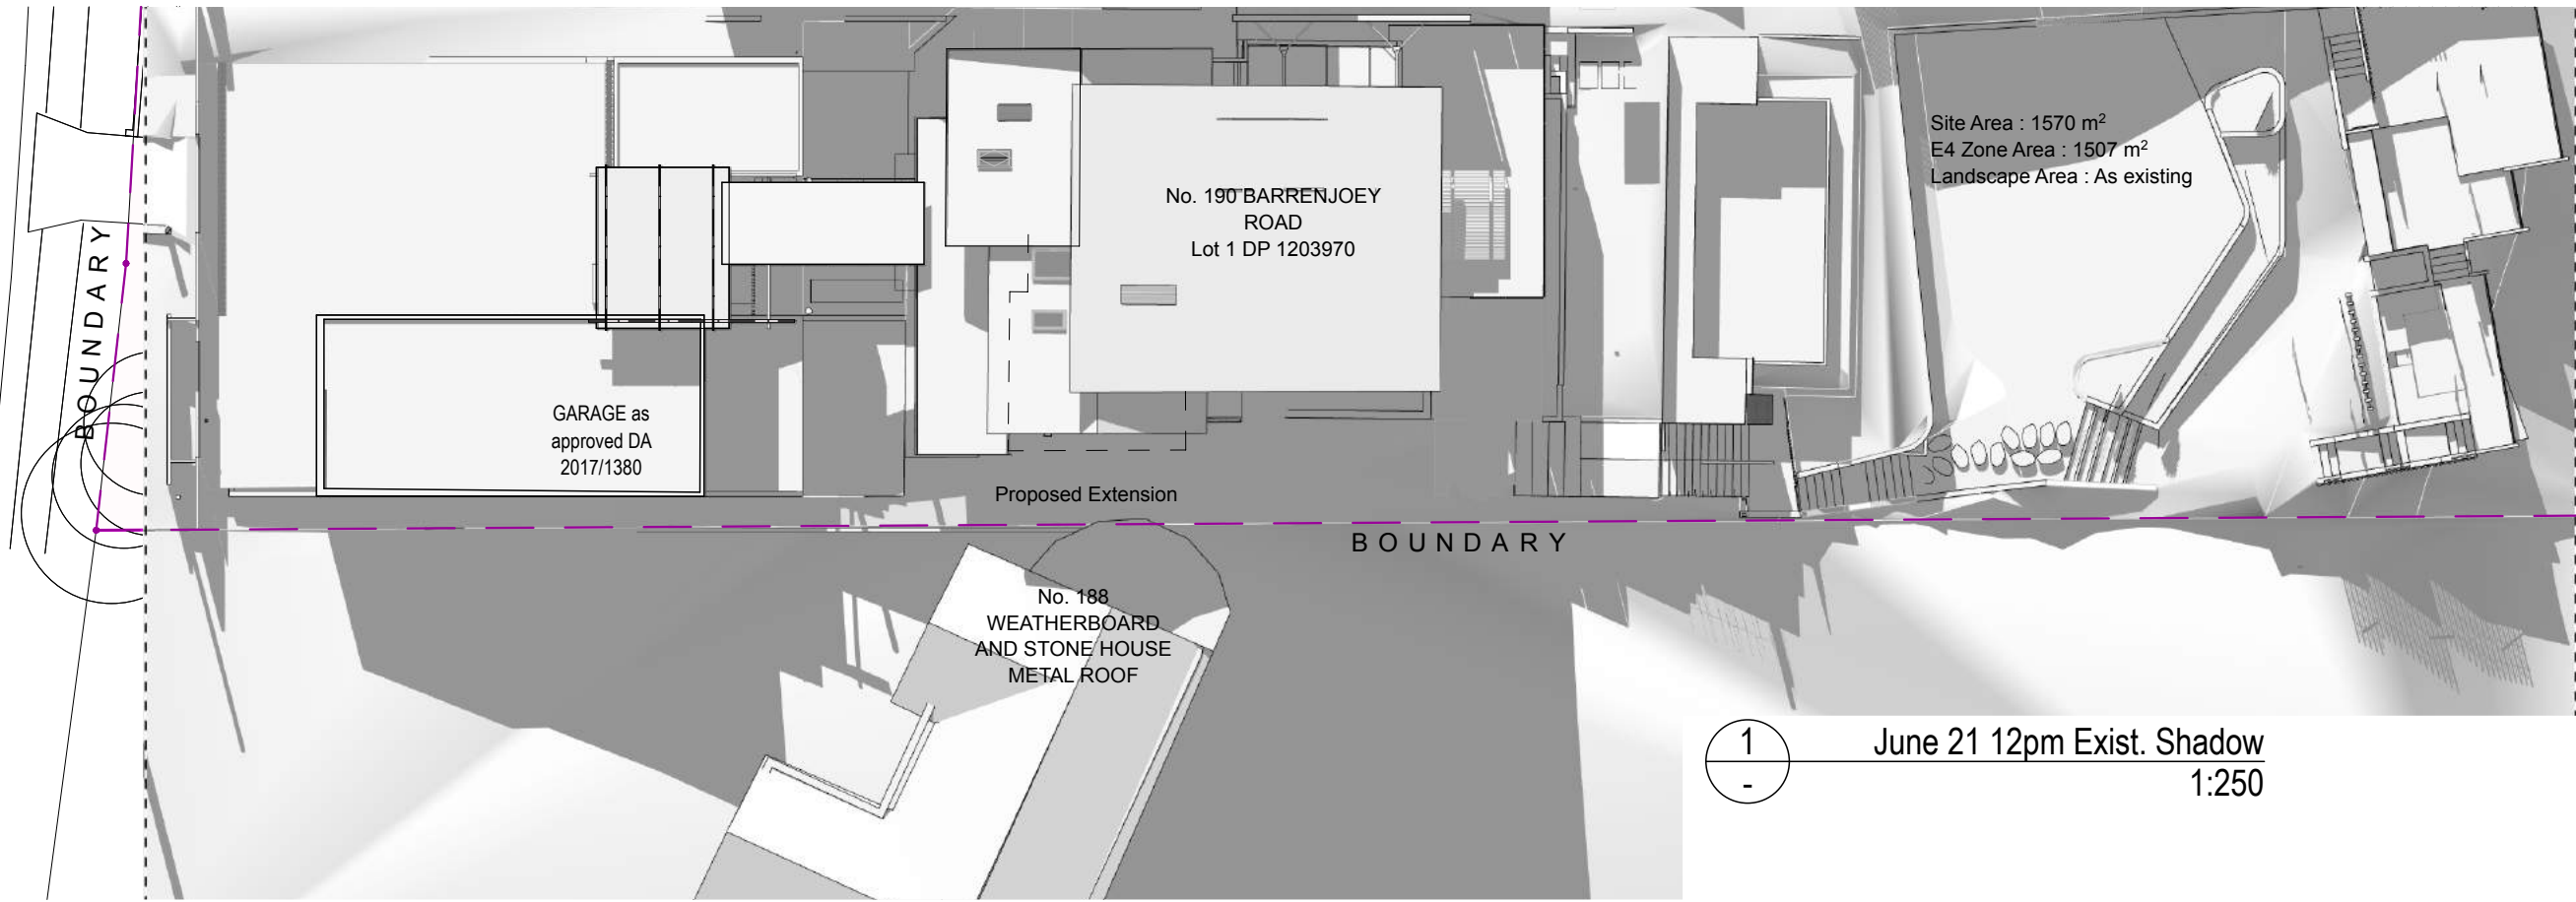 Site Area : 1570 m²
E4 Zone Area : 1507 m²
Landscape Area : As existing
No. 190 BARRENJOEY
ROAD
Lot 1 DP 1203970
BOUNDARY
GARAGE as
approved DA
2017/1380
Proposed Extension
BOUNDARY
No. 188
WEATHERBOARD
AND STONE HOUSE
METAL ROOF
1
-
June 21 12pm Exist. Shadow
1:250